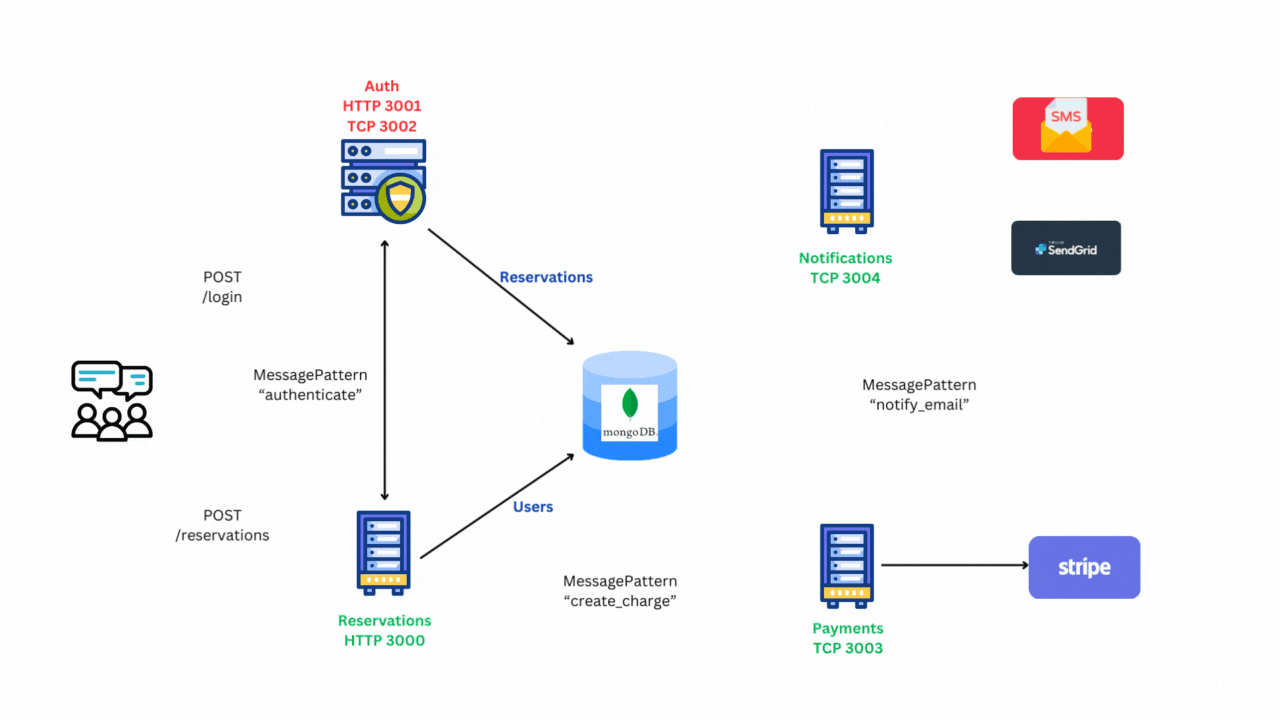 Auth
HTTP 3001
TCP 3002
SMS
SendGrid
Notifications
TCP 3004
POST
/login
Reservations
MessagePattern
“authenticate”
mongoDB.
MessagePattern
“notify_email”
POST
/reservations
Users
MessagePattern
“create_charge”
stripe
Reservations
HTTP 3000
Payments
TCP 3003